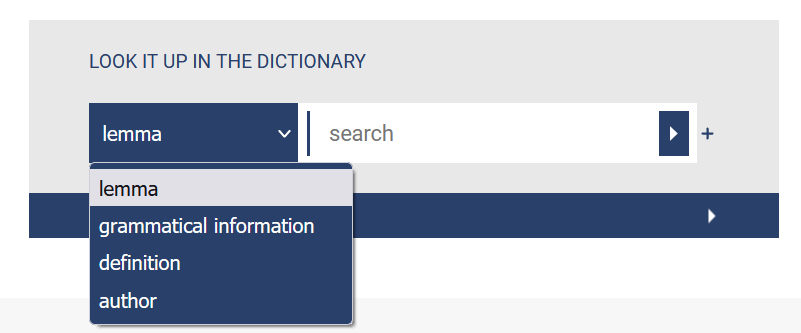 LOOK IT UP IN THE DICTIONARY
lemma search +
lemma
grammatical information
definition
author